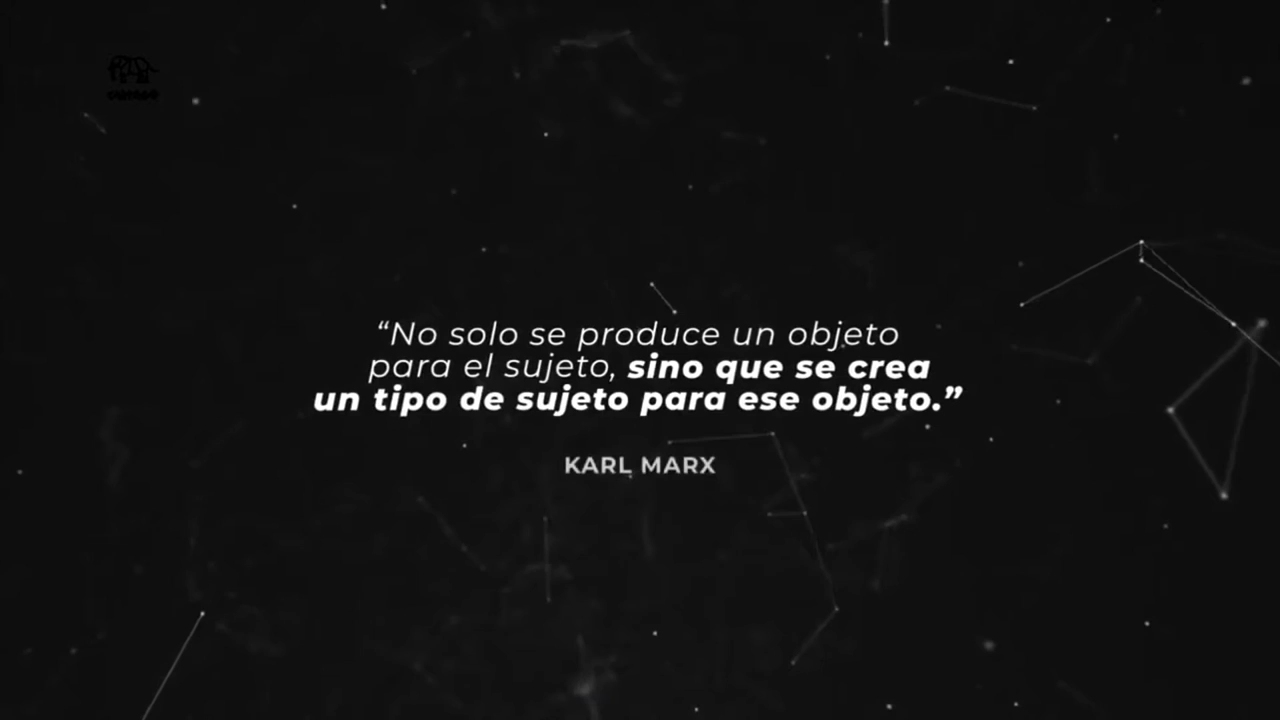 “No solo se produce un objeto
para el sujeto, sino que se crea
un tipo de sujeto para ese objeto.”
KARL MARX